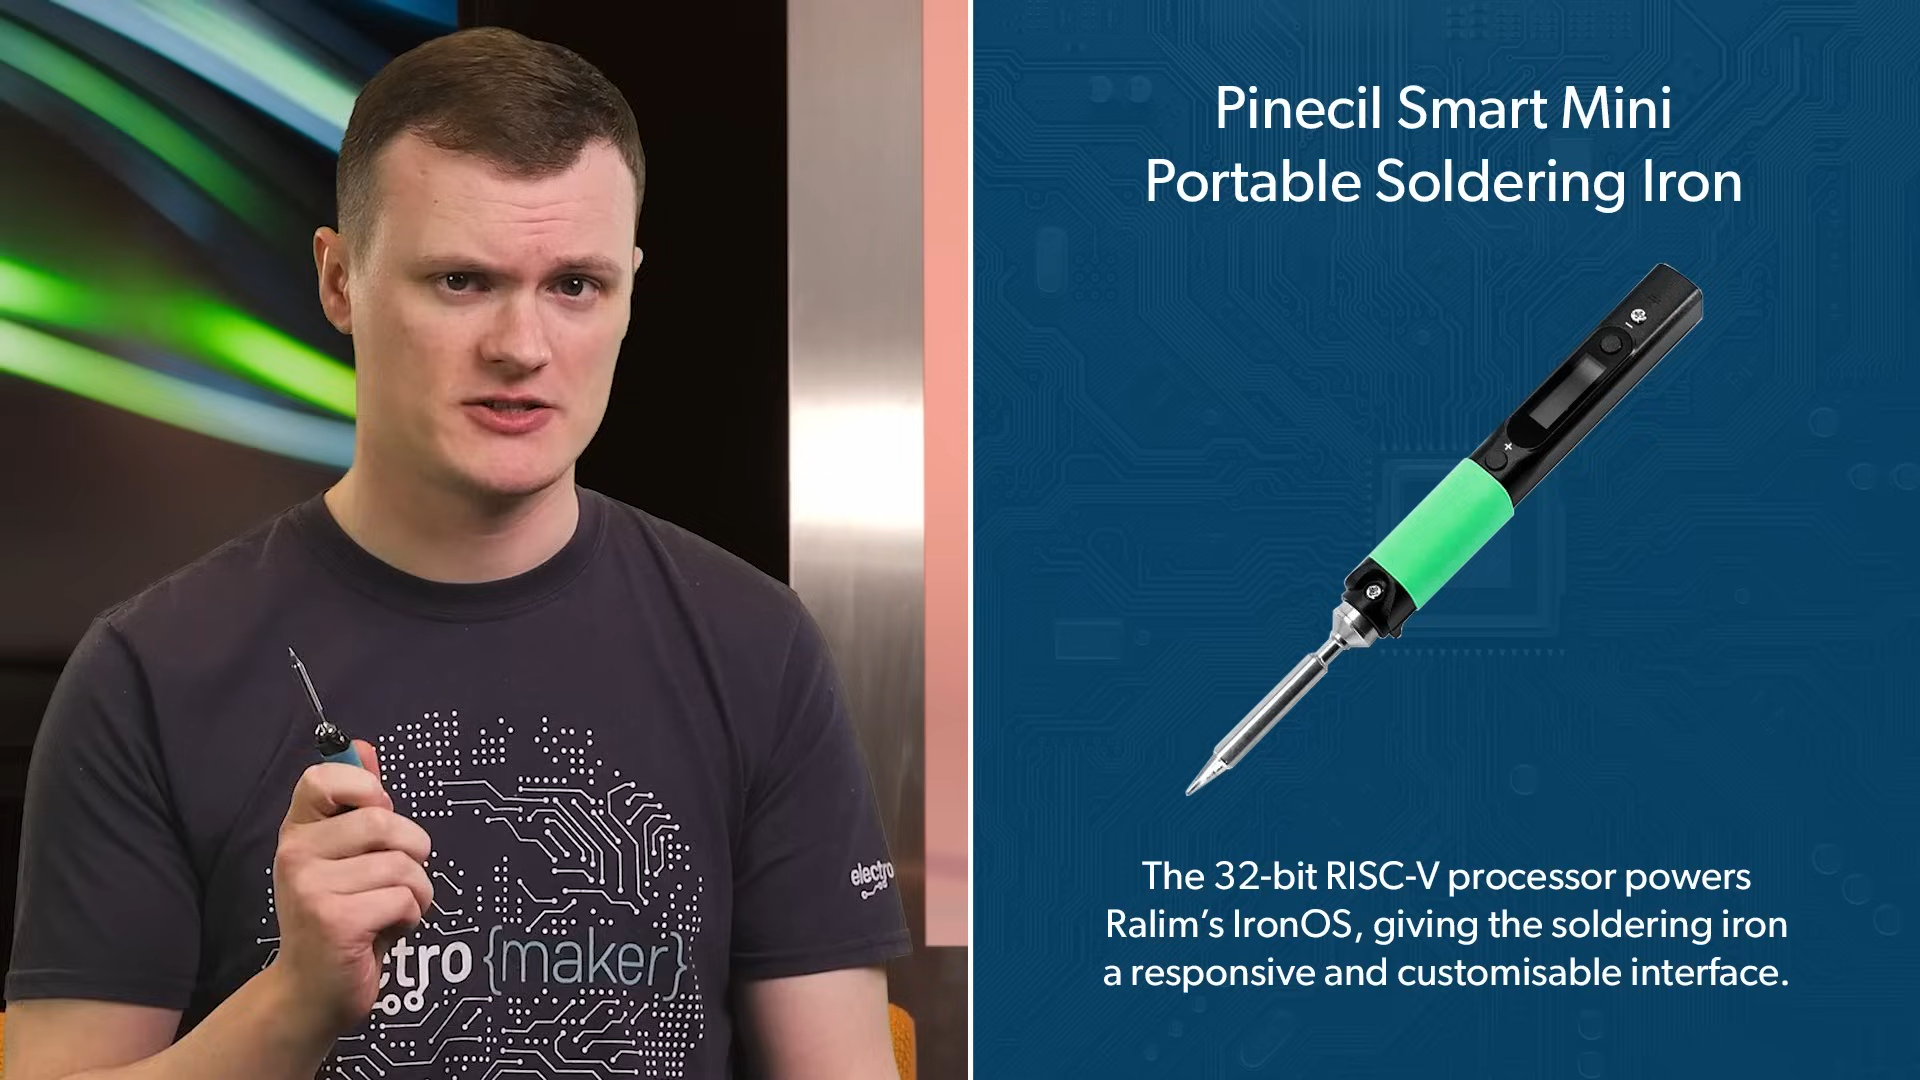 Pinecil Smart Mini
Portable Soldering Iron
The 32-bit RISC-V processor powers
Ralim's IronOS, giving the soldering iron
a responsive and customisable interface.
electro
ctro {maker}